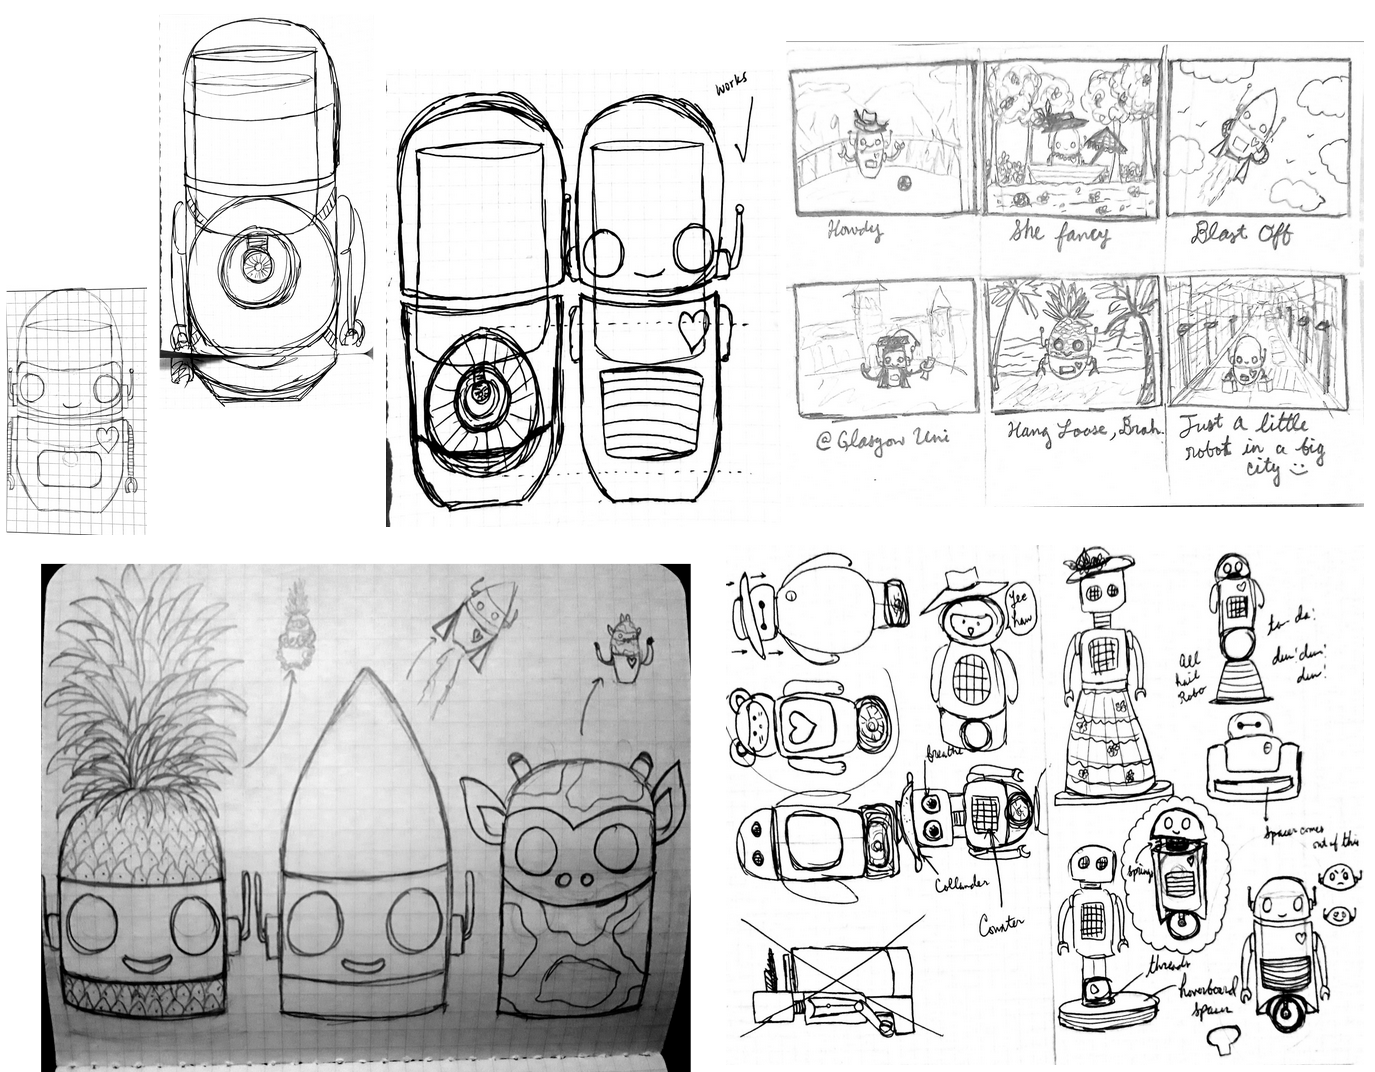 works
Howdy
She fancy
Blast Off
@ Glasgow Uni
Hang Loose, Brah.
Just a little
robot in a big
city
Yee
haw
breathe
Collander
Counter
All
hail
Robo
ta da!
dun! dun!
dun!
Spacer comes
out of this
Spring
threads
hoverboard
spacer